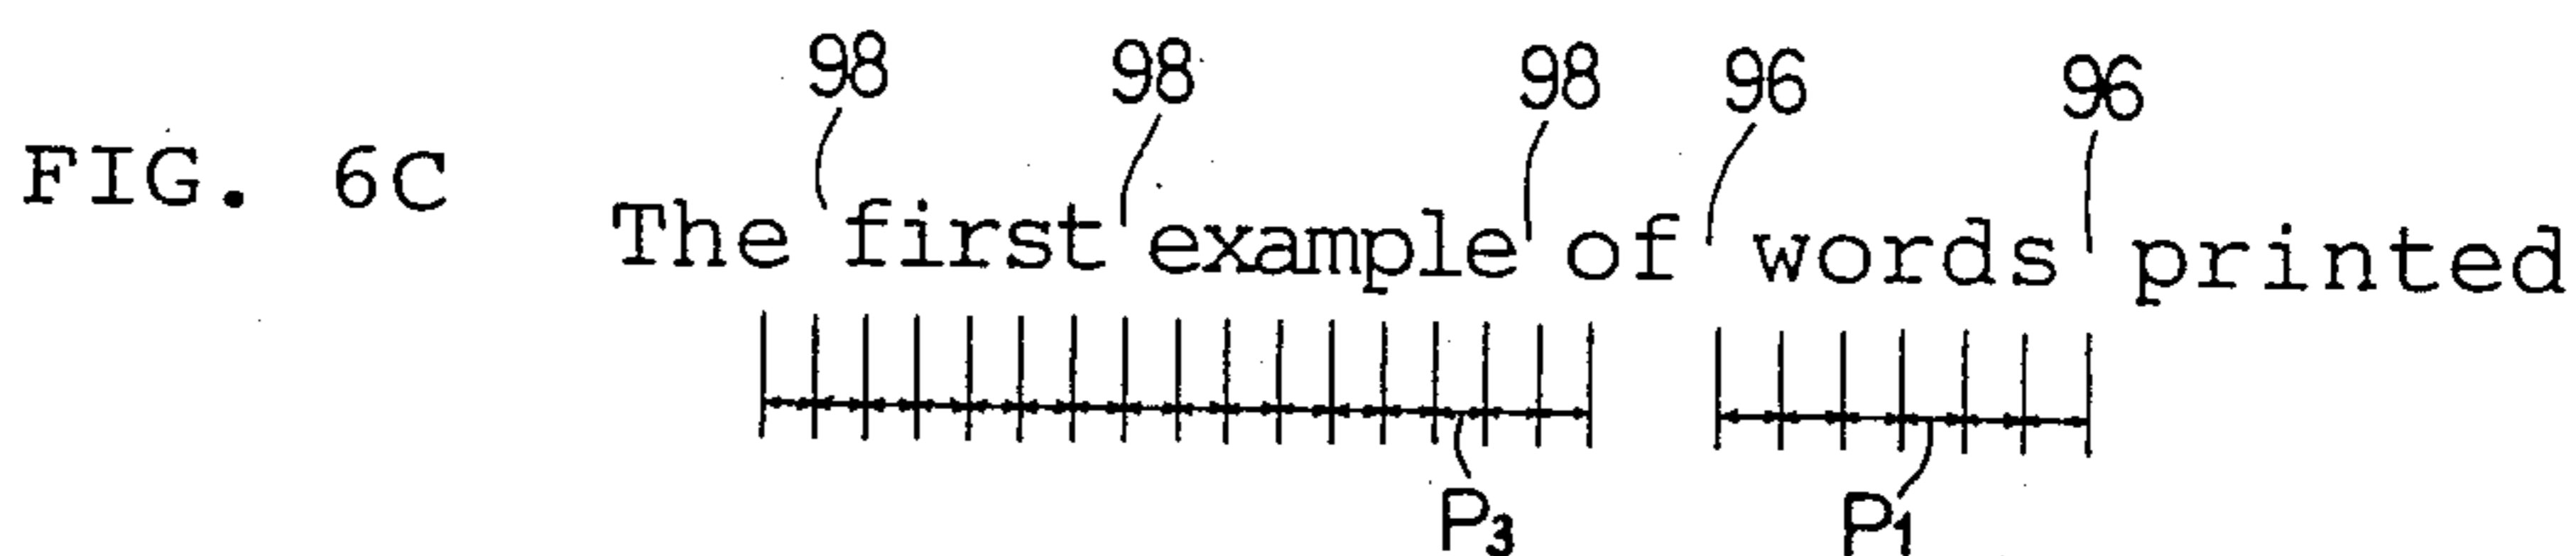 98 98 98 96 96
FIG. 6C The first example of words printed
P3 P1